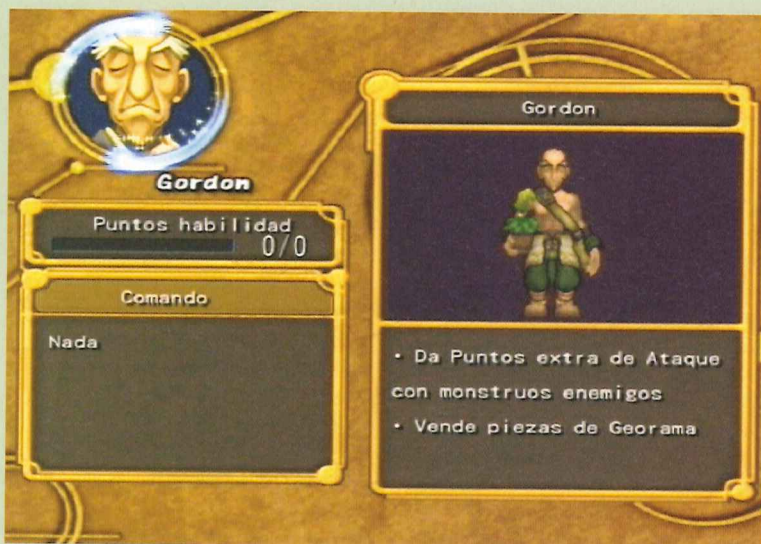 Gordon
Puntos habilidad
0/0
Comando
Nada
Gordon
· Da Puntos extra de Ataque
con monstruos enemigos
· Vende piezas de Georama